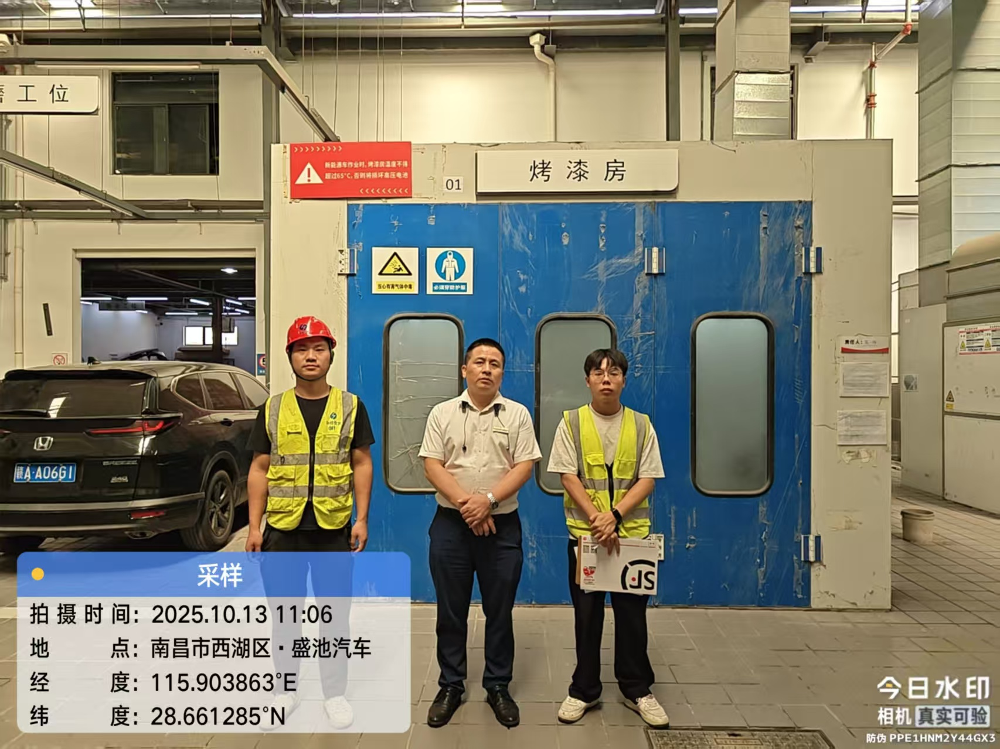 工位
新能源车作业时，烤漆房温度不得
超过65°C，否则将损坏高压电池
01
烤漆房
当心有害气体中毒
必须穿防护服
责任人：
赣A·A06G1
JS
采样
拍摄时间：2025.10.13 11:06
地点：南昌市西湖区·盛池汽车
经度：115.903863°E
纬度：28.661285°N
今日水印
相机 真实可验
防伪 PPE1HNM2Y44GX3